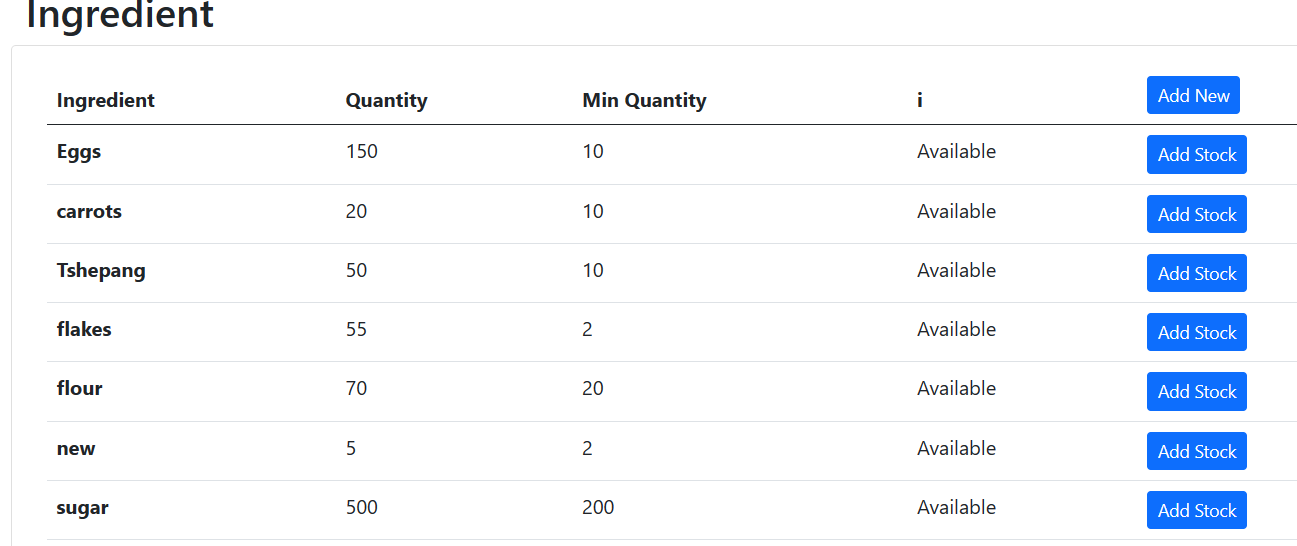 Ingredient
Ingredient Quantity Min Quantity i Add New
Eggs 150 10 Available Add Stock
carrots 20 10 Available Add Stock
Tshepang 50 10 Available Add Stock
flakes 55 2 Available Add Stock
flour 70 20 Available Add Stock
new 5 2 Available Add Stock
sugar 500 200 Available Add Stock